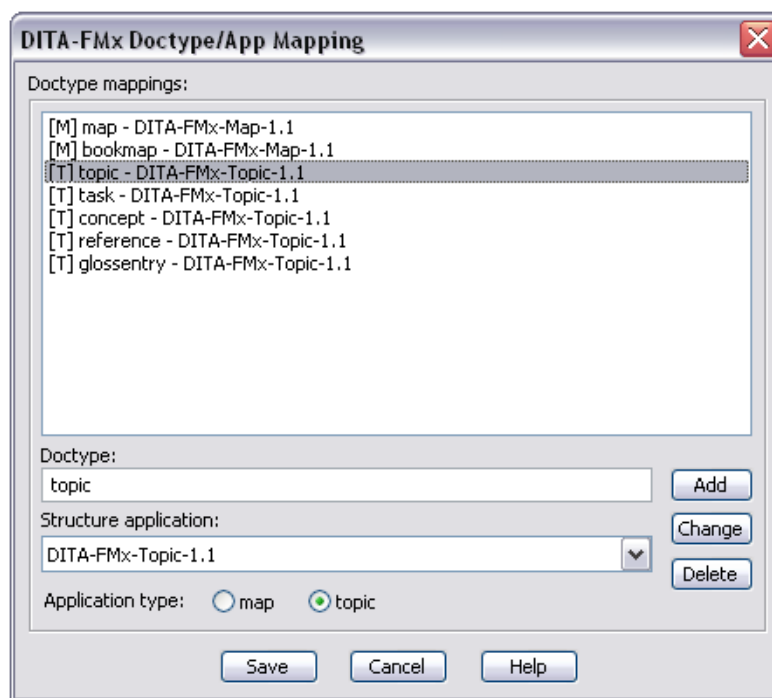 DITA-FMx Doctype/App Mapping
Doctype mappings:
[M] map - DITA-FMx-Map-1.1
[M] bookmap - DITA-FMx-Map-1.1
[T] topic - DITA-FMx-Topic-1.1
[T] task - DITA-FMx-Topic-1.1
[T] concept - DITA-FMx-Topic-1.1
[T] reference - DITA-FMx-Topic-1.1
[T] glossentry - DITA-FMx-Topic-1.1
Doctype:
topic
Add
Structure application:
Change
DITA-FMx-Topic-1.1
Delete
Application type: map topic
Save Cancel Help